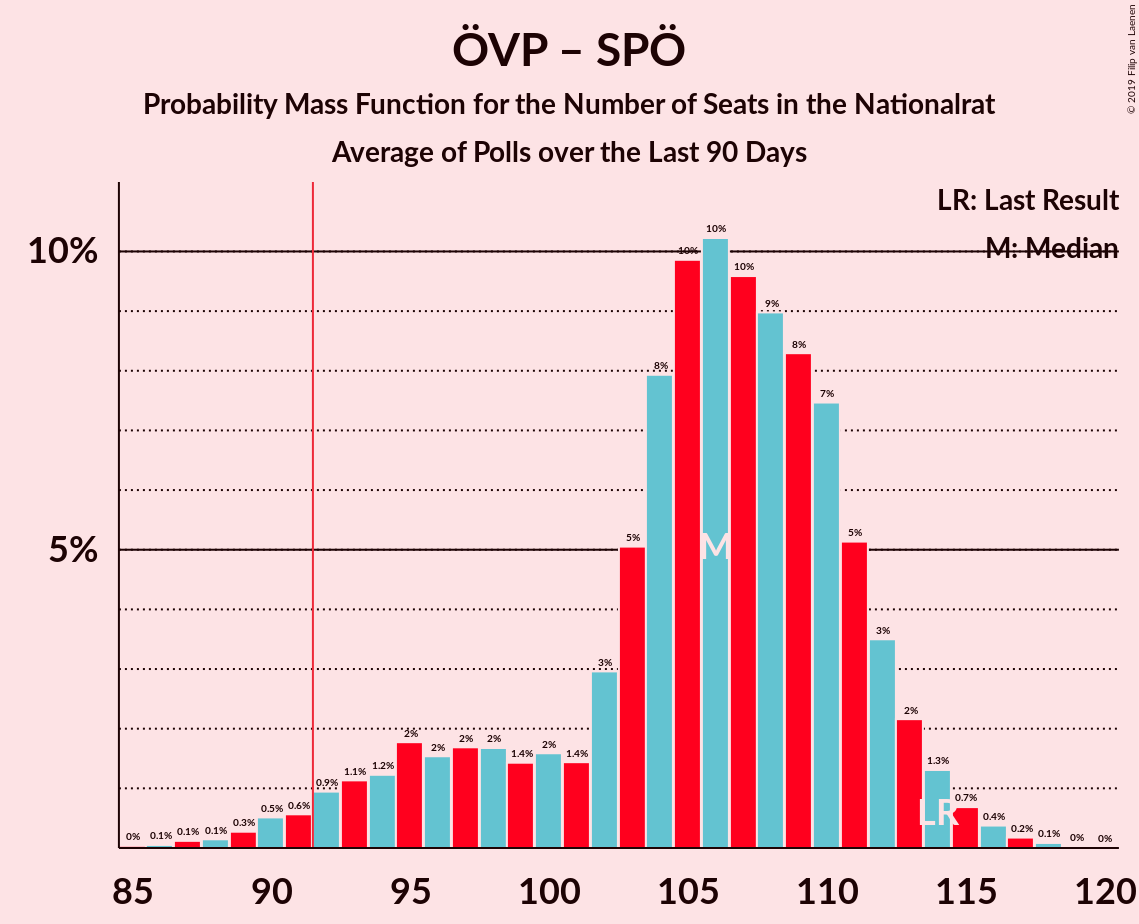 ÖVP – SPÖ
Probability Mass Function for the Number of Seats in the Nationalrat
Average of Polls over the Last 90 Days
© 2019 Filip van Laenen
LR: Last Result
M: Median
10%
5%
0% 0.1% 0.1% 0.1% 0.3% 0.5% 0.6% 0.9% 1.1% 1.2% 2% 2% 2% 2% 1.4% 2% 1.4% 3% 5% 8% 10% 10% 10% 9% 8% 7% 5% 3% 2% 1.3% 0.7% 0.4% 0.2% 0.1% 0% 0%
M
LR
85 90 95 100 105 110 115 120